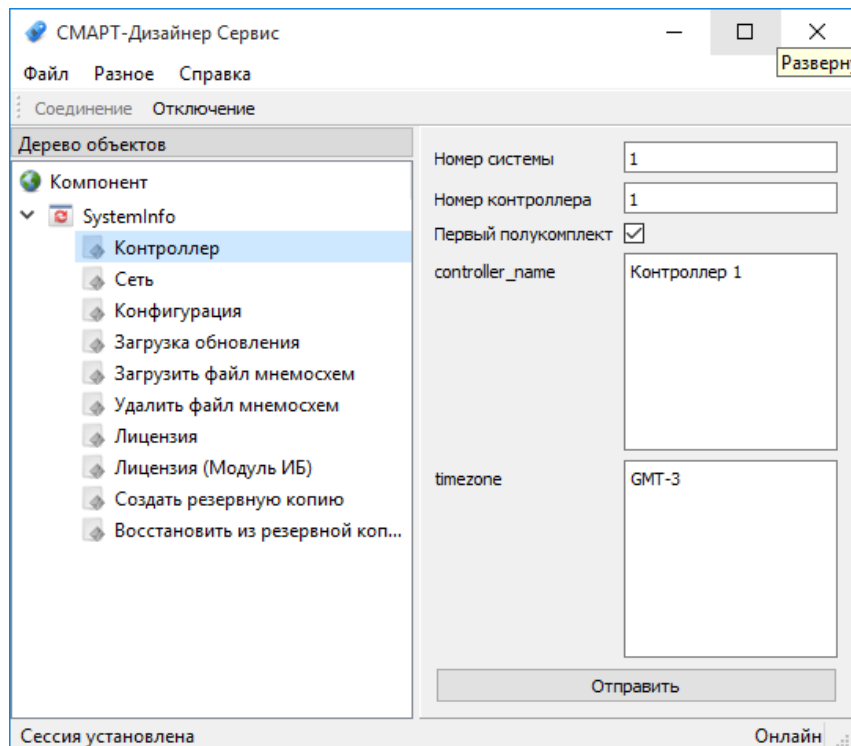 СМАРТ-Дизайнер Сервис
Разверн
Файл Разное Справка
Соединение Отключение
Дерево объектов
Компонент
SystemInfo
Контроллер
Сеть
Конфигурация
Загрузка обновления
Загрузить файл мнемосхем
Удалить файл мнемосхем
Лицензия
Лицензия (Модуль ИБ)
Создать резервную копию
Восстановить из резервной коп...
Номер системы 1
Номер контроллера 1
Первый полукомплект
controller_name Контроллер 1
timezone GMT-3
Отправить
Сессия установлена Онлайн